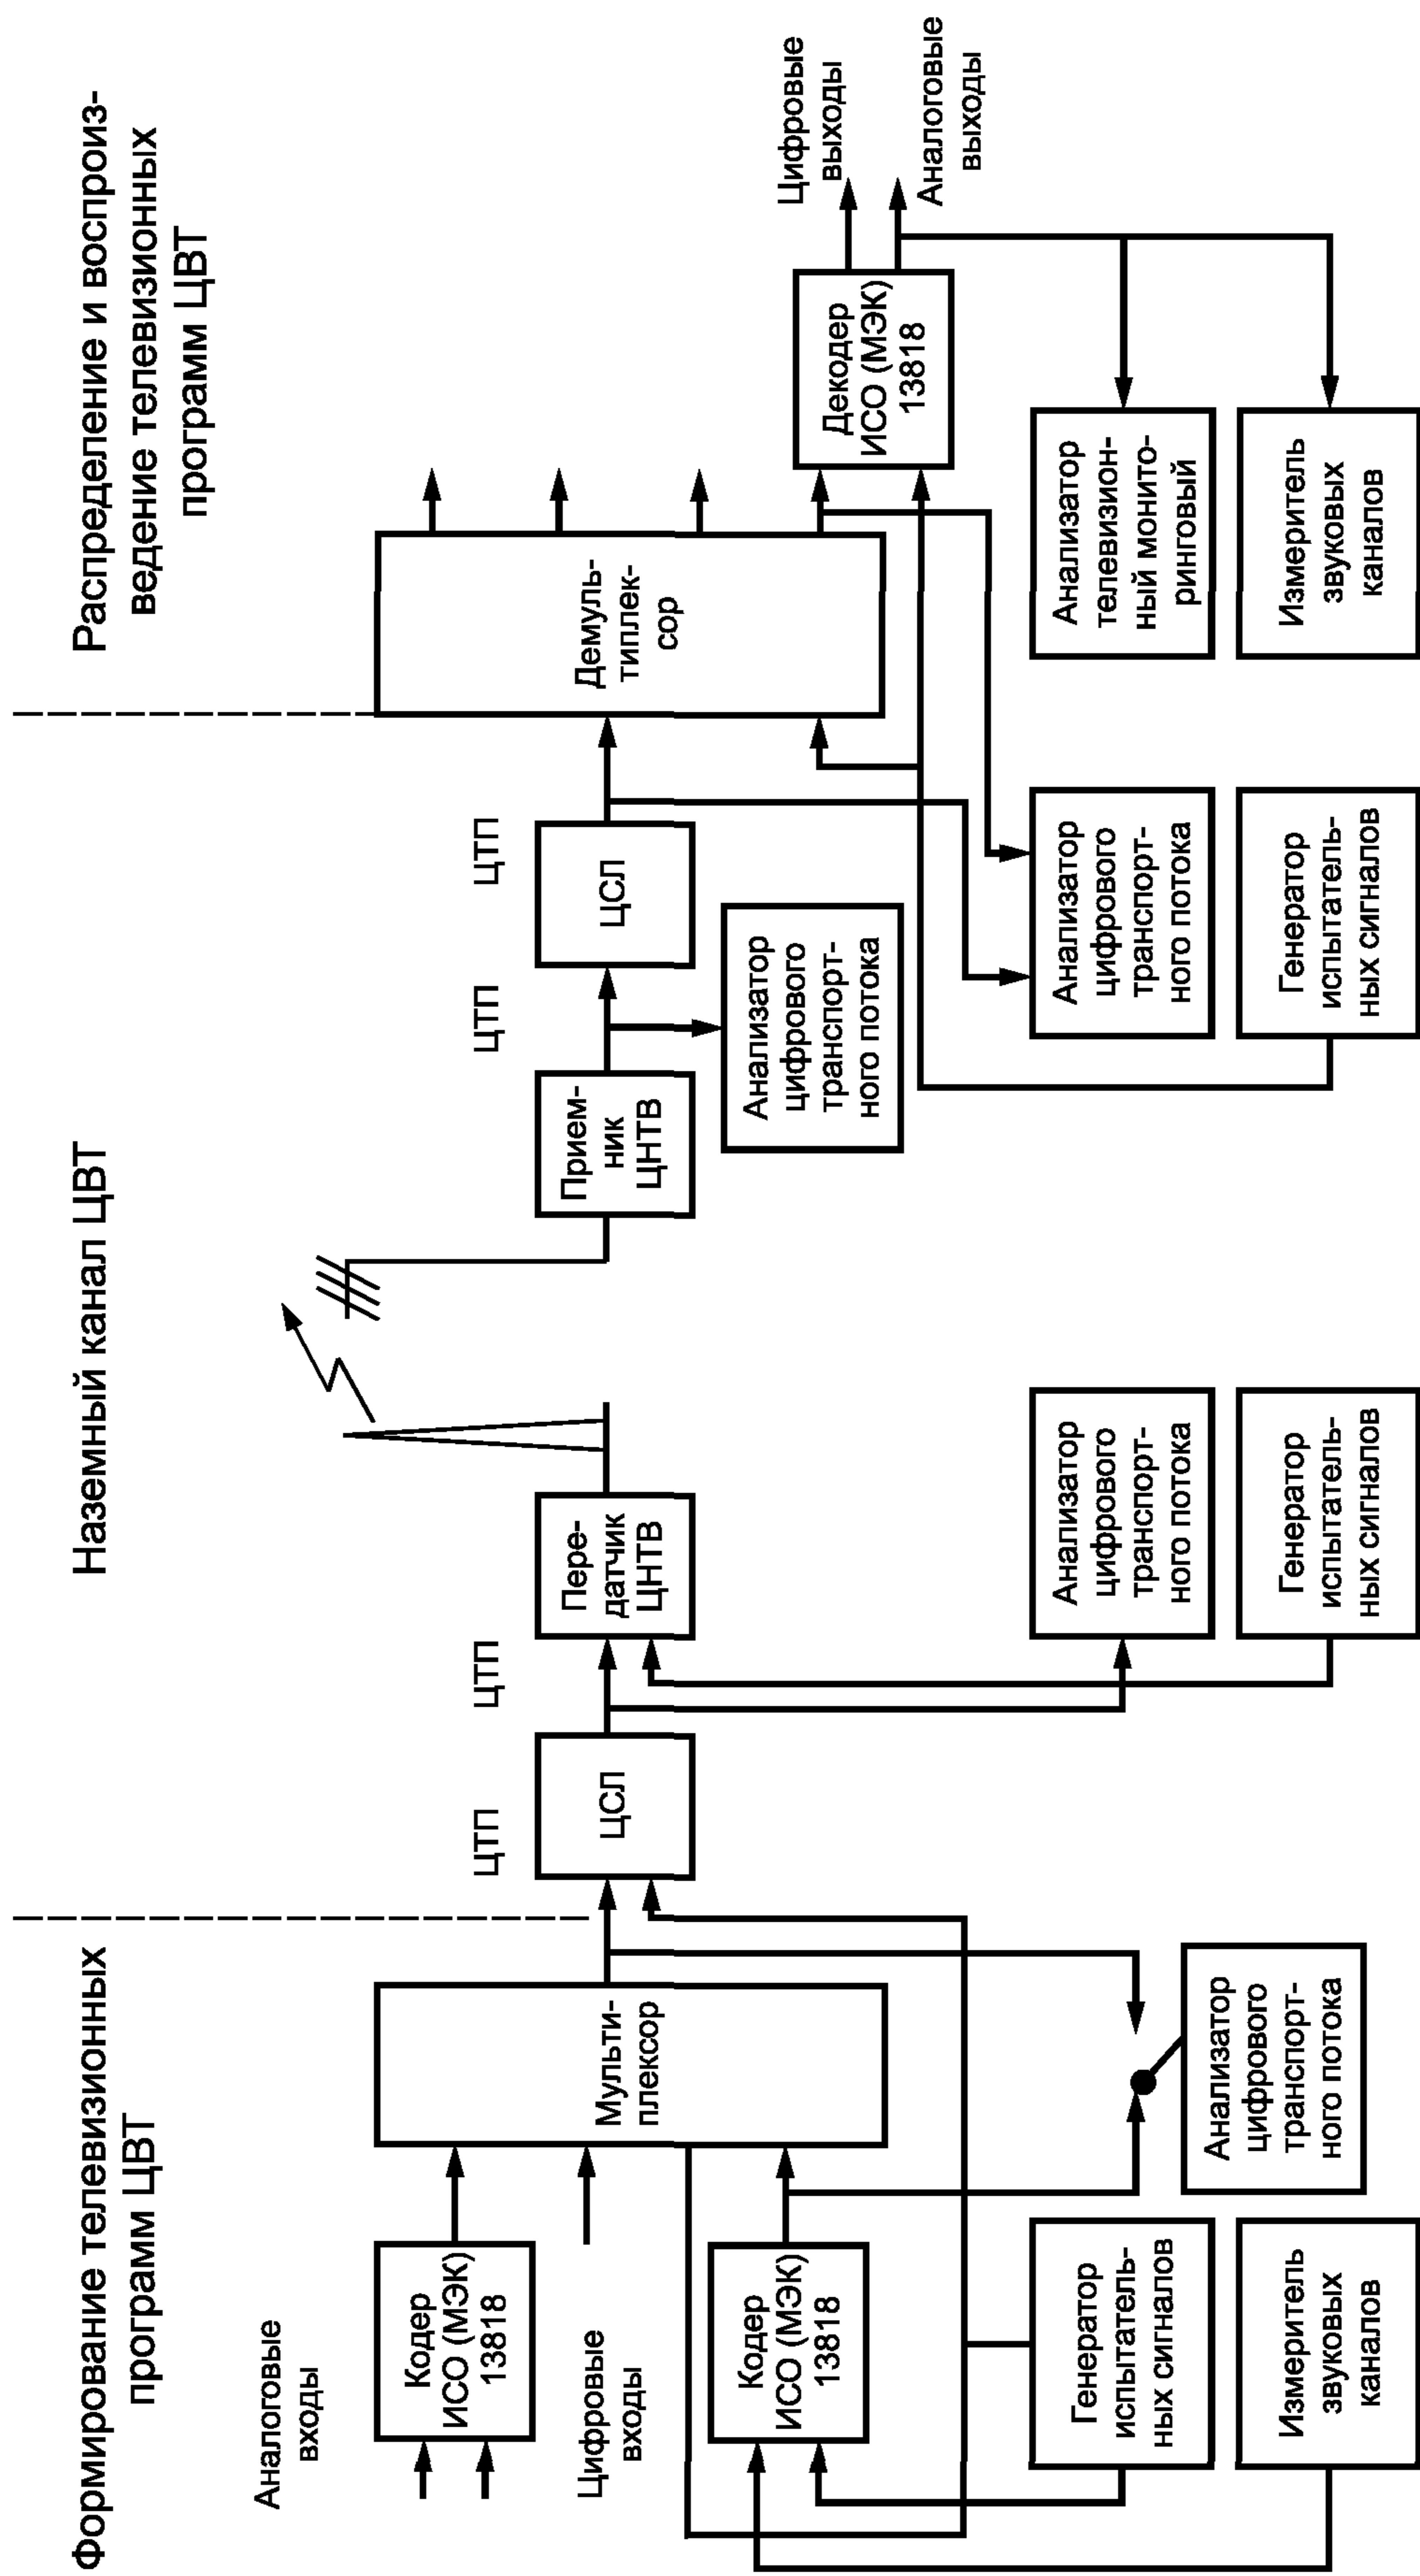 Формирование телевизионных
программ ЦВТ
Наземный канал ЦВТ
Распределение и воспроиз-
ведение телевизионных
программ ЦВТ
Аналоговые
входы
Кодер
ИСО (МЭК)
13818
Цифровые
входы
Кодер
ИСО (МЭК)
13818
Мульти-
плексор
Генератор
испытатель-
ных сигналов
Измеритель
звуковых
каналов
Анализатор
цифрового
транспорт-
ного потока
ЦТП
ЦСЛ
ЦТП
Пере-
датчик
ЦНТВ
Анализатор
цифрового
транспорт-
ного потока
Генератор
испытатель-
ных сигналов
Прием-
ник
ЦНТВ
ЦТП
Анализатор
цифрового
транспорт-
ного потока
ЦСЛ
ЦТП
Анализатор
цифрового
транспорт-
ного потока
Генератор
испытатель-
ных сигналов
Демуль-
типлек-
сор
Декодер
ИСО (МЭК)
13818
Цифровые
выходы
Аналоговые
выходы
Анализатор
телевизион-
ный монито-
ринговый
Измеритель
звуковых
каналов